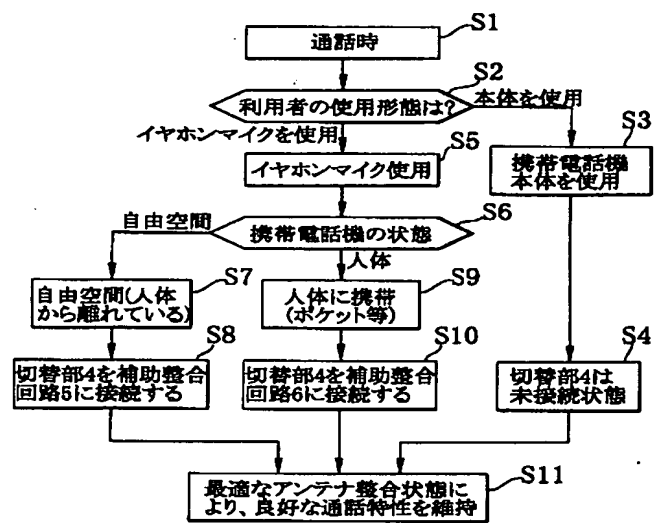 S1
通話時
S2
利用者の使用形態は?
本体を使用
イヤホンマイクを使用
S3
携帯電話機
本体を使用
S5
イヤホンマイク使用
S6
携帯電話機の状態
自由空間
人体
S7
自由空間(人体
から離れている)
S9
人体に携帯
(ポケット等)
S8
切替部4を補助整合
回路5に接続する
S10
切替部4を補助整合
回路6に接続する
S4
切替部4は
未接続状態
S11
最適なアンテナ整合状態に
より、良好な通話特性を維持